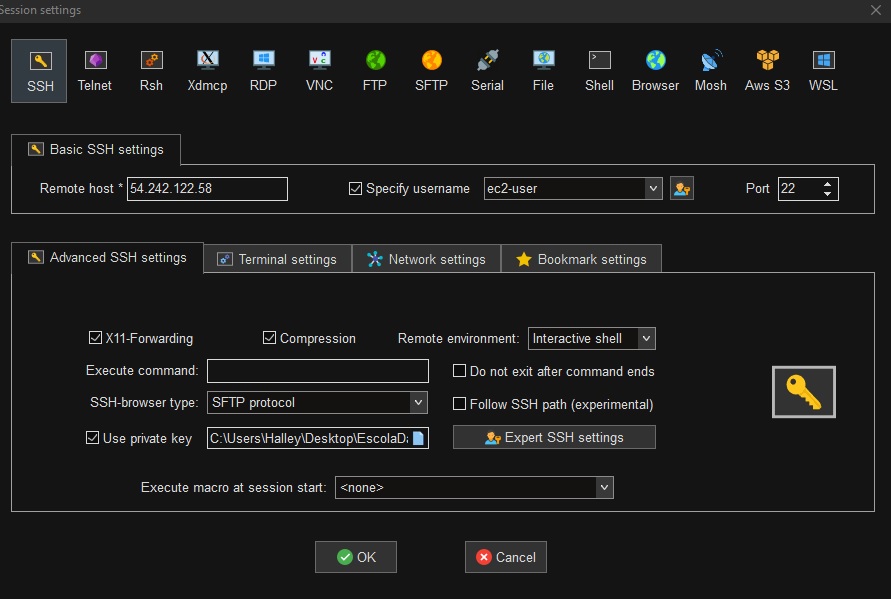 Session settings
SSH Telnet Rsh Xdmcp RDP VNC FTP SFTP Serial File Shell Browser Mosh Aws S3 WSL
Basic SSH settings
Remote host * 54.242.122.58 Specify username ec2-user Port 22
Advanced SSH settings Terminal settings Network settings Bookmark settings
X11-Forwarding Compression Remote environment: Interactive shell
Execute command: Do not exit after command ends
SSH-browser type: SFTP protocol Follow SSH path (experimental)
Use private key C:\Users\Halley\Desktop\EscolaDa Expert SSH settings
Execute macro at session start: <none>
OK Cancel